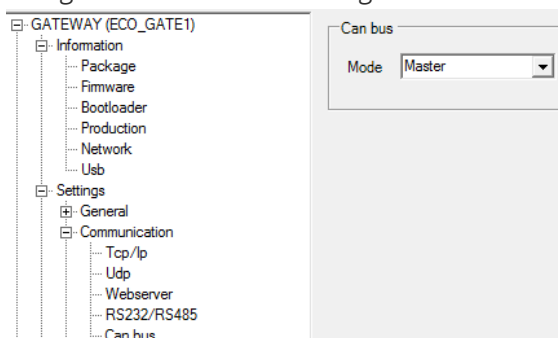 GATEWAY (ECO_GATE1)
Information
Package
Firmware
Bootloader
Production
Network
Usb
Settings
General
Communication
Tcp/Ip
Udp
Webserver
RS232/RS485
Can bus
Can bus
Mode Master